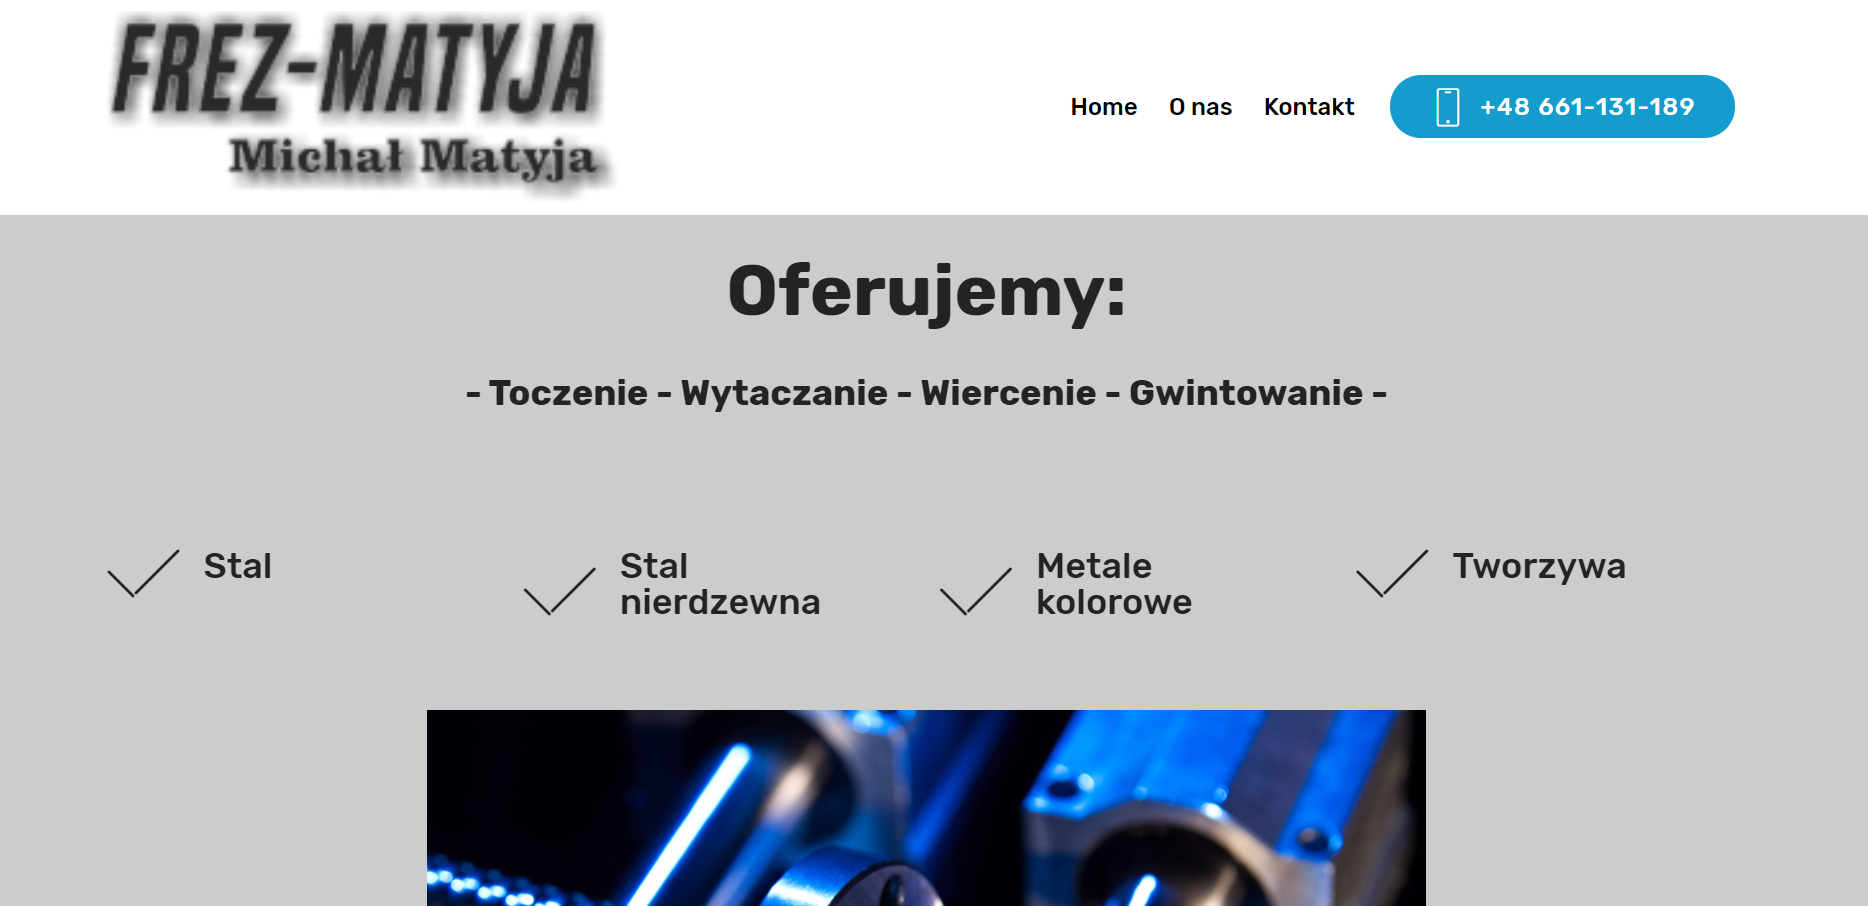 FREZ-MATYJA
Michał Matyja
Home O nas Kontakt +48 661-131-189
Oferujemy:
- Toczenie - Wytaczanie - Wiercenie - Gwintowanie -
Stal
Stal
nierdzewna
Metale
kolorowe
Tworzywa